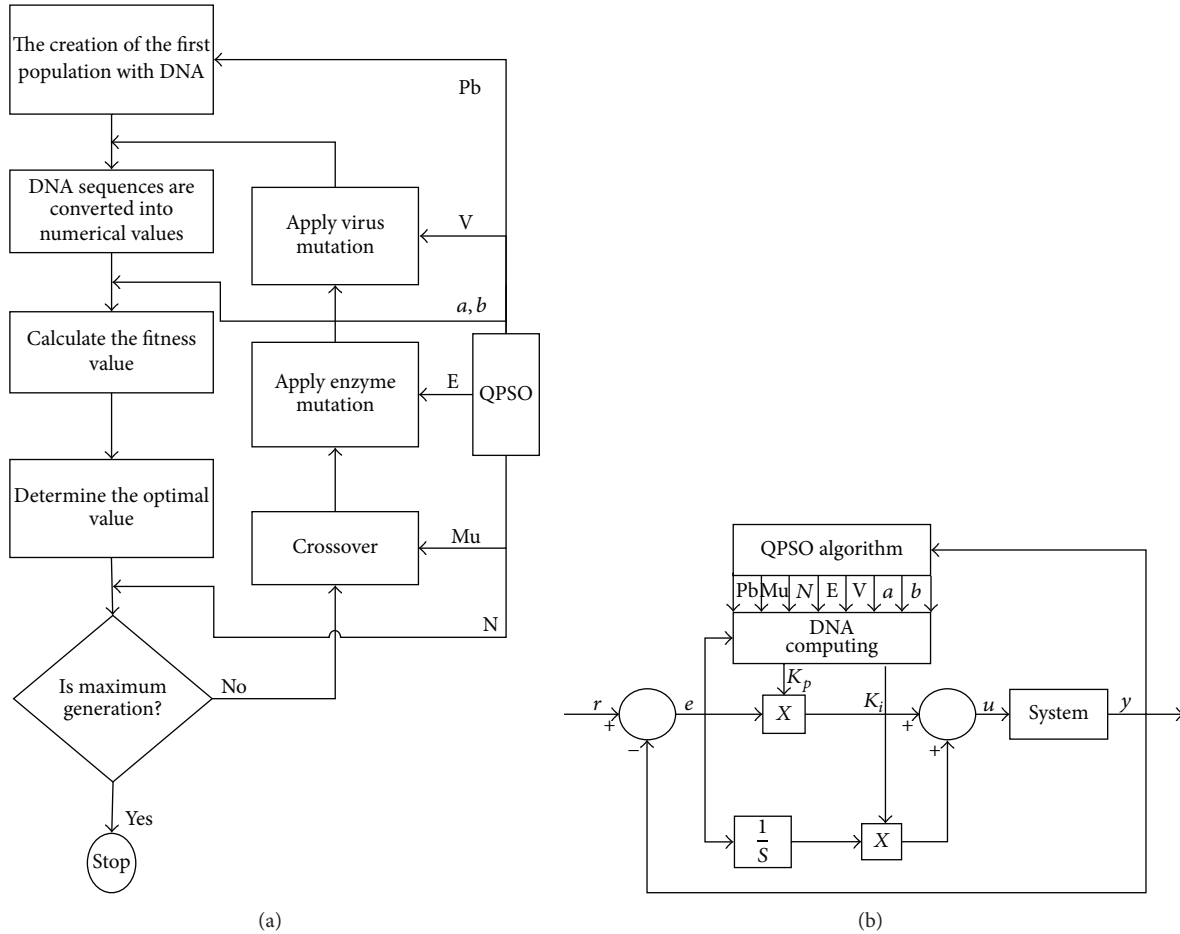 The creation of the first
population with DNA
Pb
DNA sequences are
converted into
numerical values
Apply virus
mutation
V
a, b
Calculate the fitness
value
Apply enzyme
mutation
E
QPSO
Determine the optimal
value
Crossover
Mu
N
Is maximum
generation?
No
Yes
Stop
(a)
QPSO algorithm
Pb Mu N E V a b
DNA
computing
K_p
r
+
−
e
X
K_i
+
+
u
System
y
1
S
X
(b)